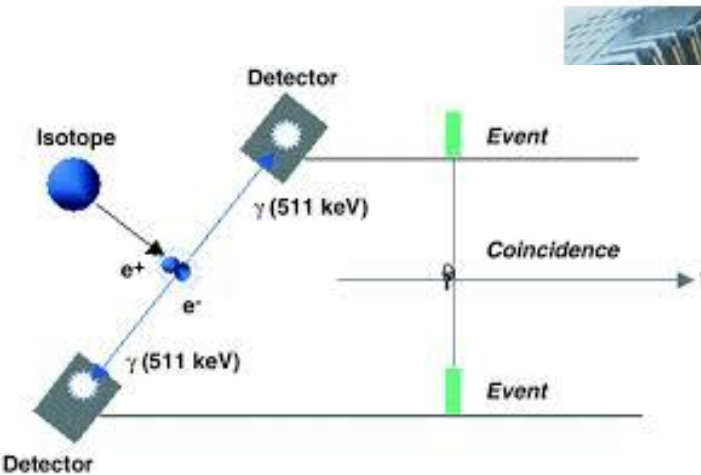 Detector
Isotope
Event
γ (511 keV)
Coincidence
e+
e-
γ (511 keV)
Event
Detector